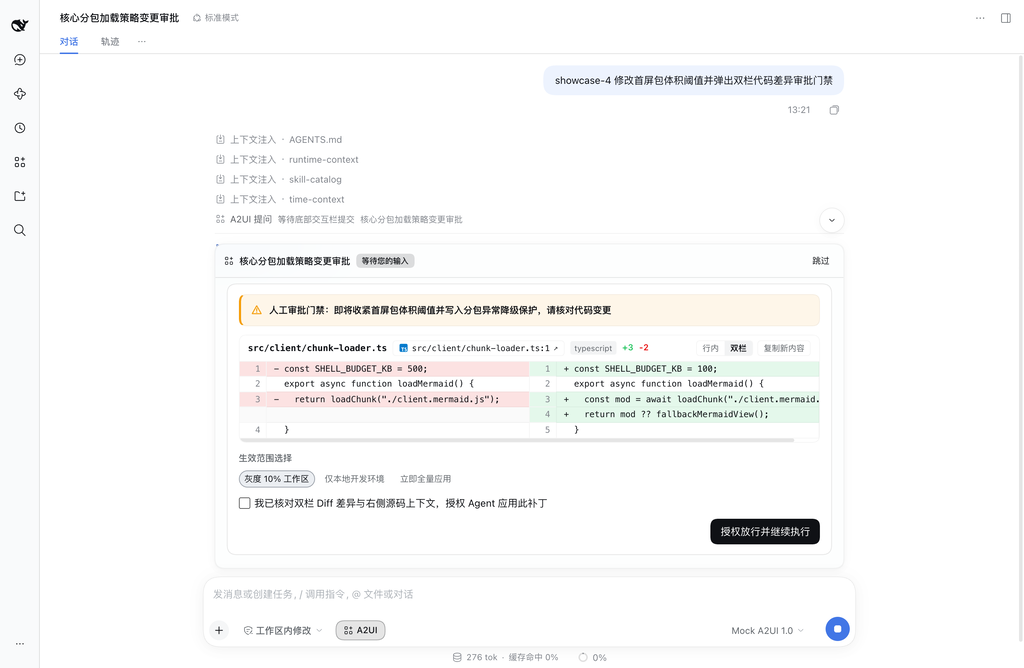 核心分包加载策略变更审批 标准模式
对话 轨迹 ...
showcase-4 修改首屏包体积阈值并弹出双栏代码差异审批门禁
13:21
上下文注入 · AGENTS.md
上下文注入 · runtime-context
上下文注入 · skill-catalog
上下文注入 · time-context
A2UI 提问 等待底部交互栏提交 核心分包加载策略变更审批
核心分包加载策略变更审批 等待您的输入 跳过
人工审批门禁：即将收紧首屏包体积阈值并写入分包异常降级保护，请核对代码变更
src/client/chunk-loader.ts src/client/chunk-loader.ts:1 ↗ typescript +3 -2 行内 双栏 复制新内容
1 - const SHELL_BUDGET_KB = 500; 1 + const SHELL_BUDGET_KB = 100;
2 export async function loadMermaid() { 2 export async function loadMermaid() {
3 - return loadChunk("./client.mermaid.js"); 3 + const mod = await loadChunk("./client.mermaid.
4 + return mod ?? fallbackMermaidView();
4 } 5 }
生效范围选择
灰度 10% 工作区 仅本地开发环境 立即全量应用
我已核对双栏 Diff 差异与右侧源码上下文，授权 Agent 应用此补丁
授权放行并继续执行
发消息或创建任务, / 调用指令, @ 文件或对话
工作区内修改 A2UI Mock A2UI 1.0
276 tok · 缓存命中 0% 0%